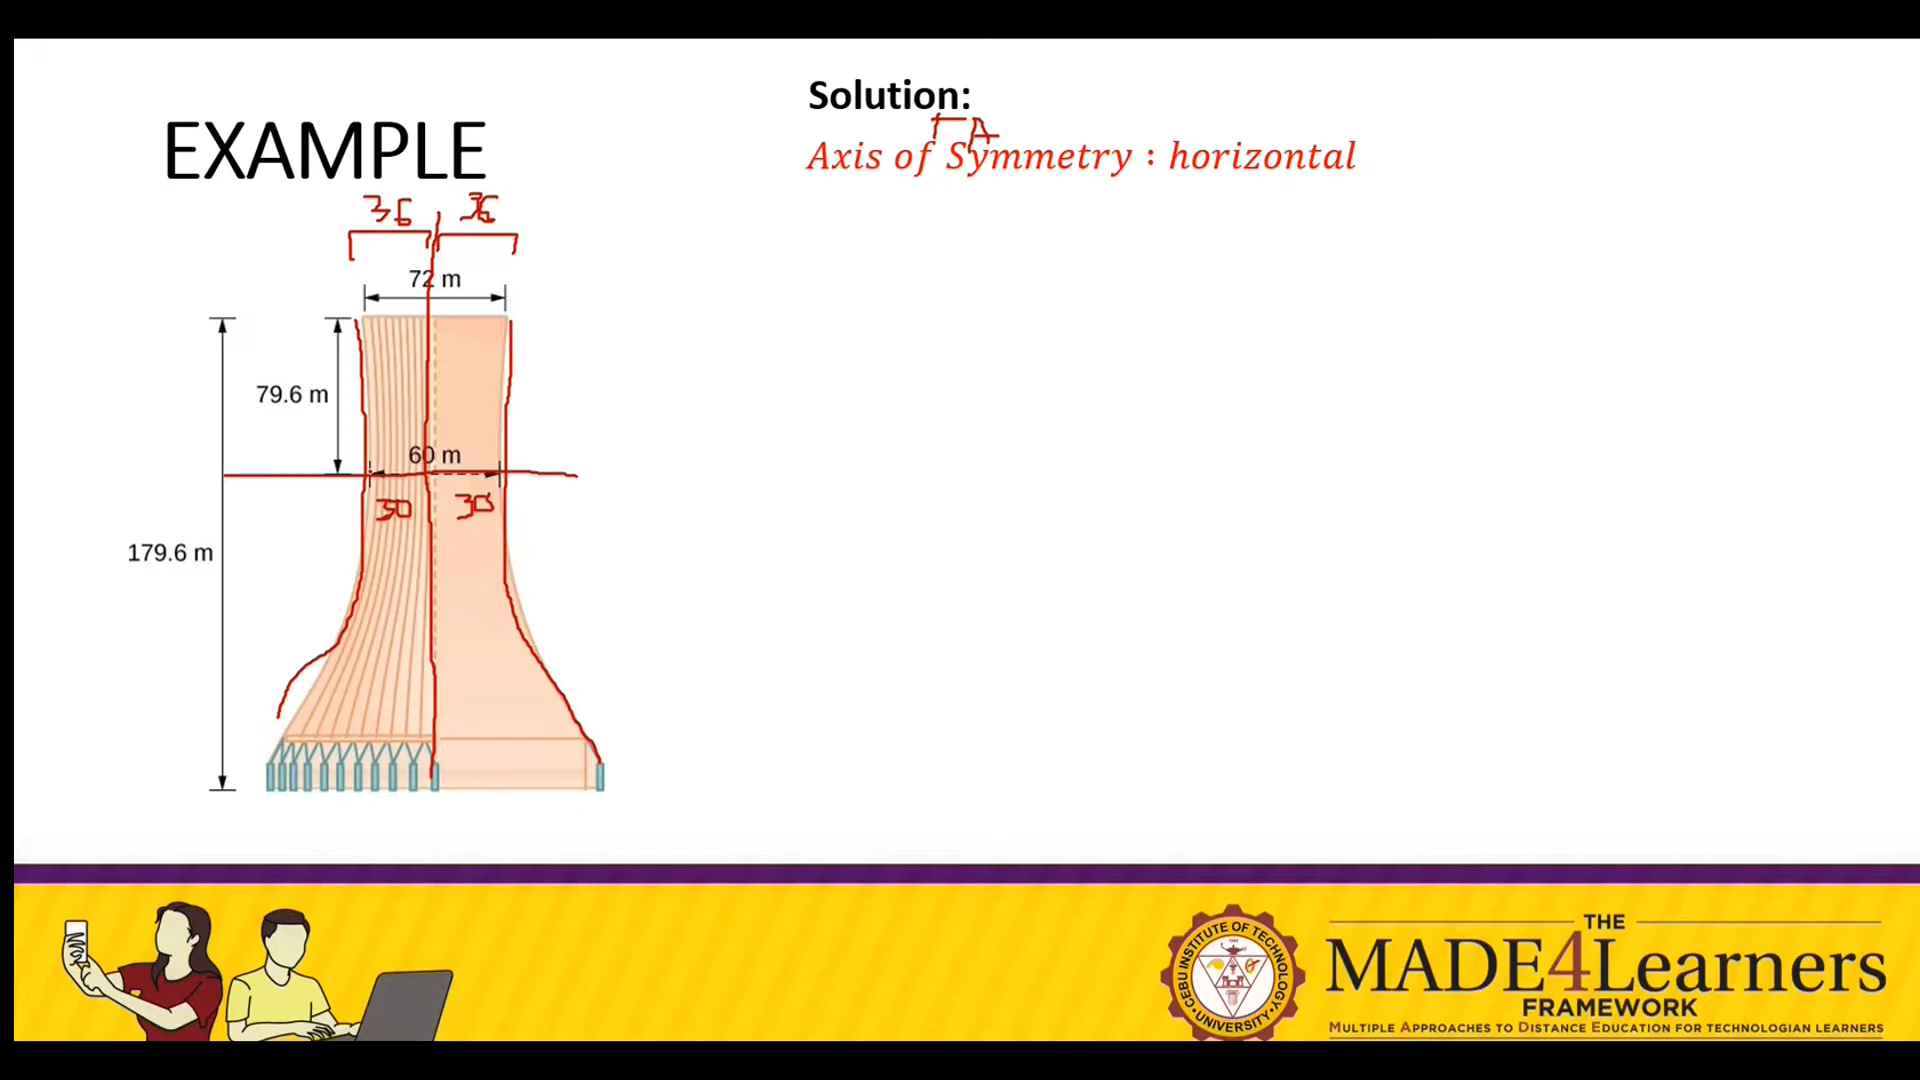 EXAMPLE
36 36
72 m
79.6 m
60 m
30 30
179.6 m
Solution:
TA
Axis of Symmetry : horizontal
CEBU INSTITUTE OF TECHNOLOGY
UNIVERSITY
THE
MADE4Learners
FRAMEWORK
MULTIPLE APPROACHES TO DISTANCE EDUCATION FOR TECHNOLOGIAN LEARNERS